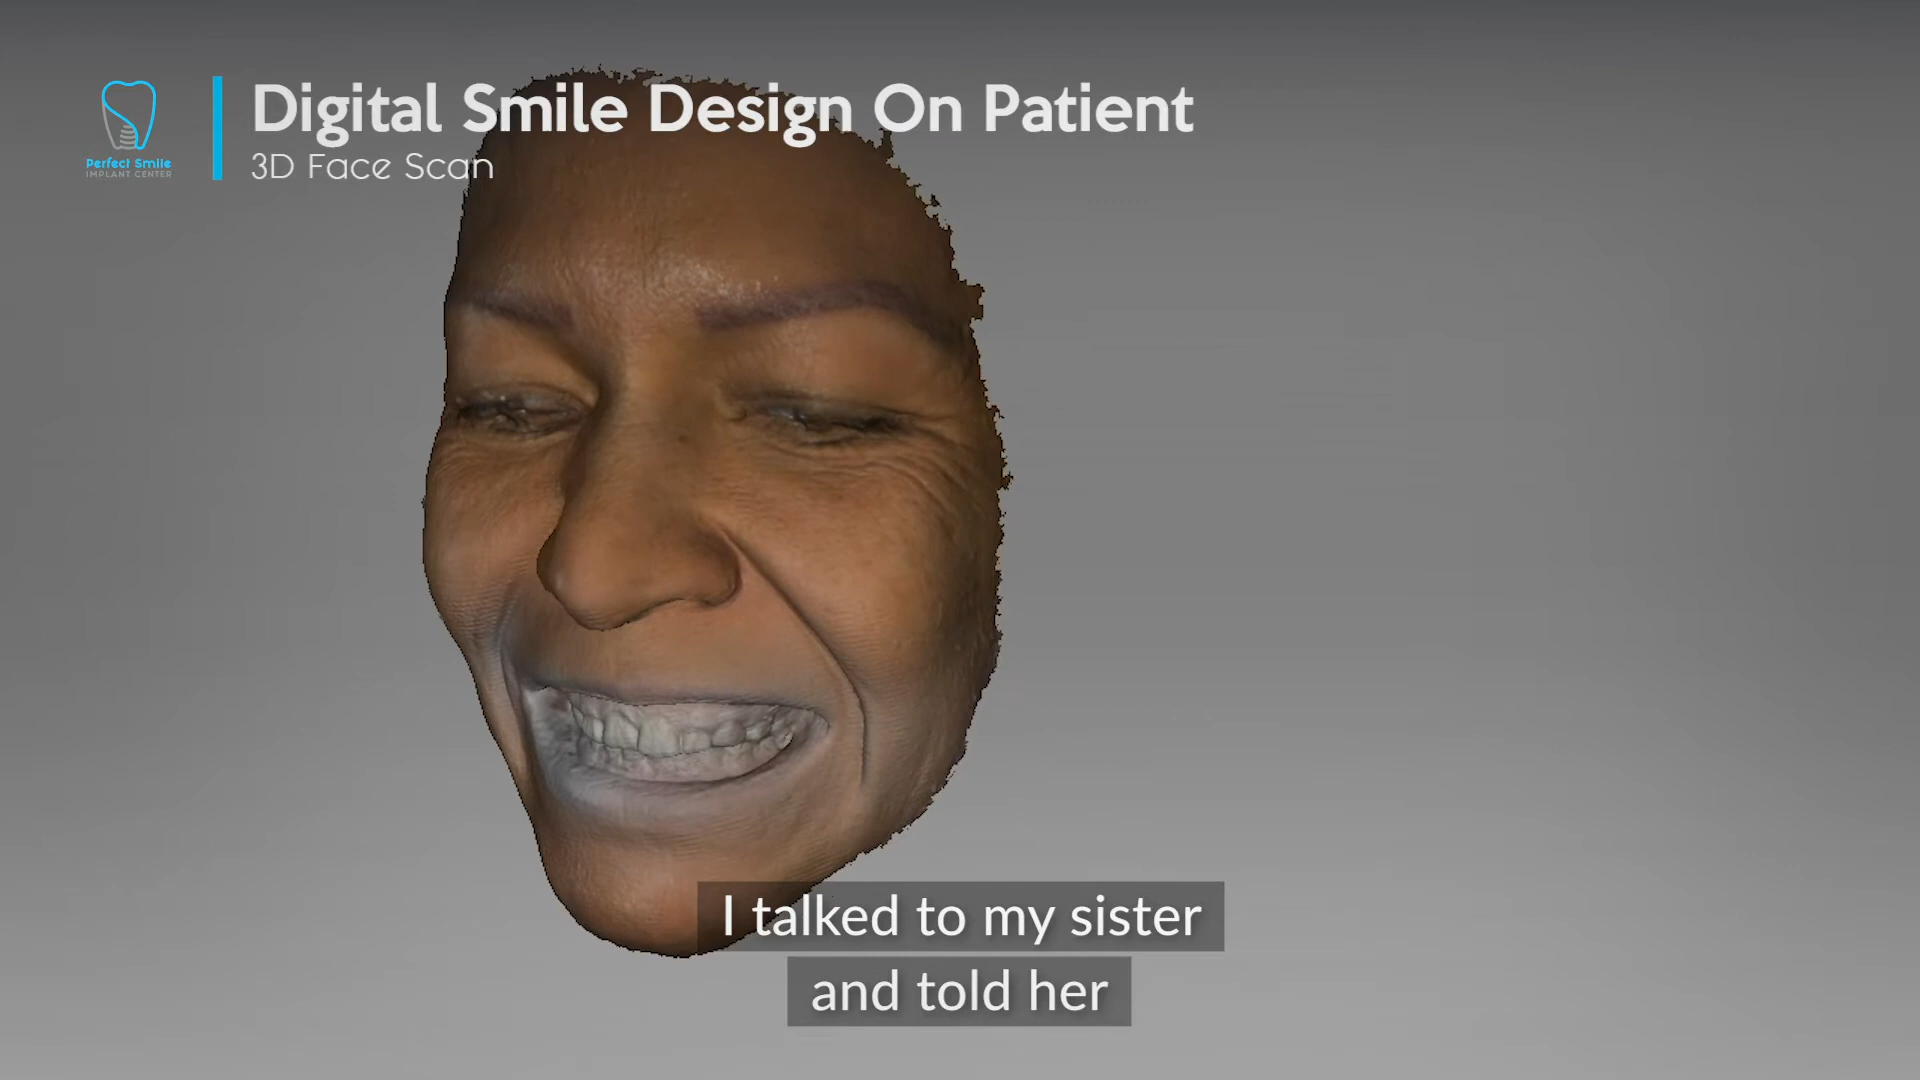 Digital Smile Design On Patient
3D Face Scan
Perfect Smile
IMPLANT CENTER
I talked to my sister
and told her